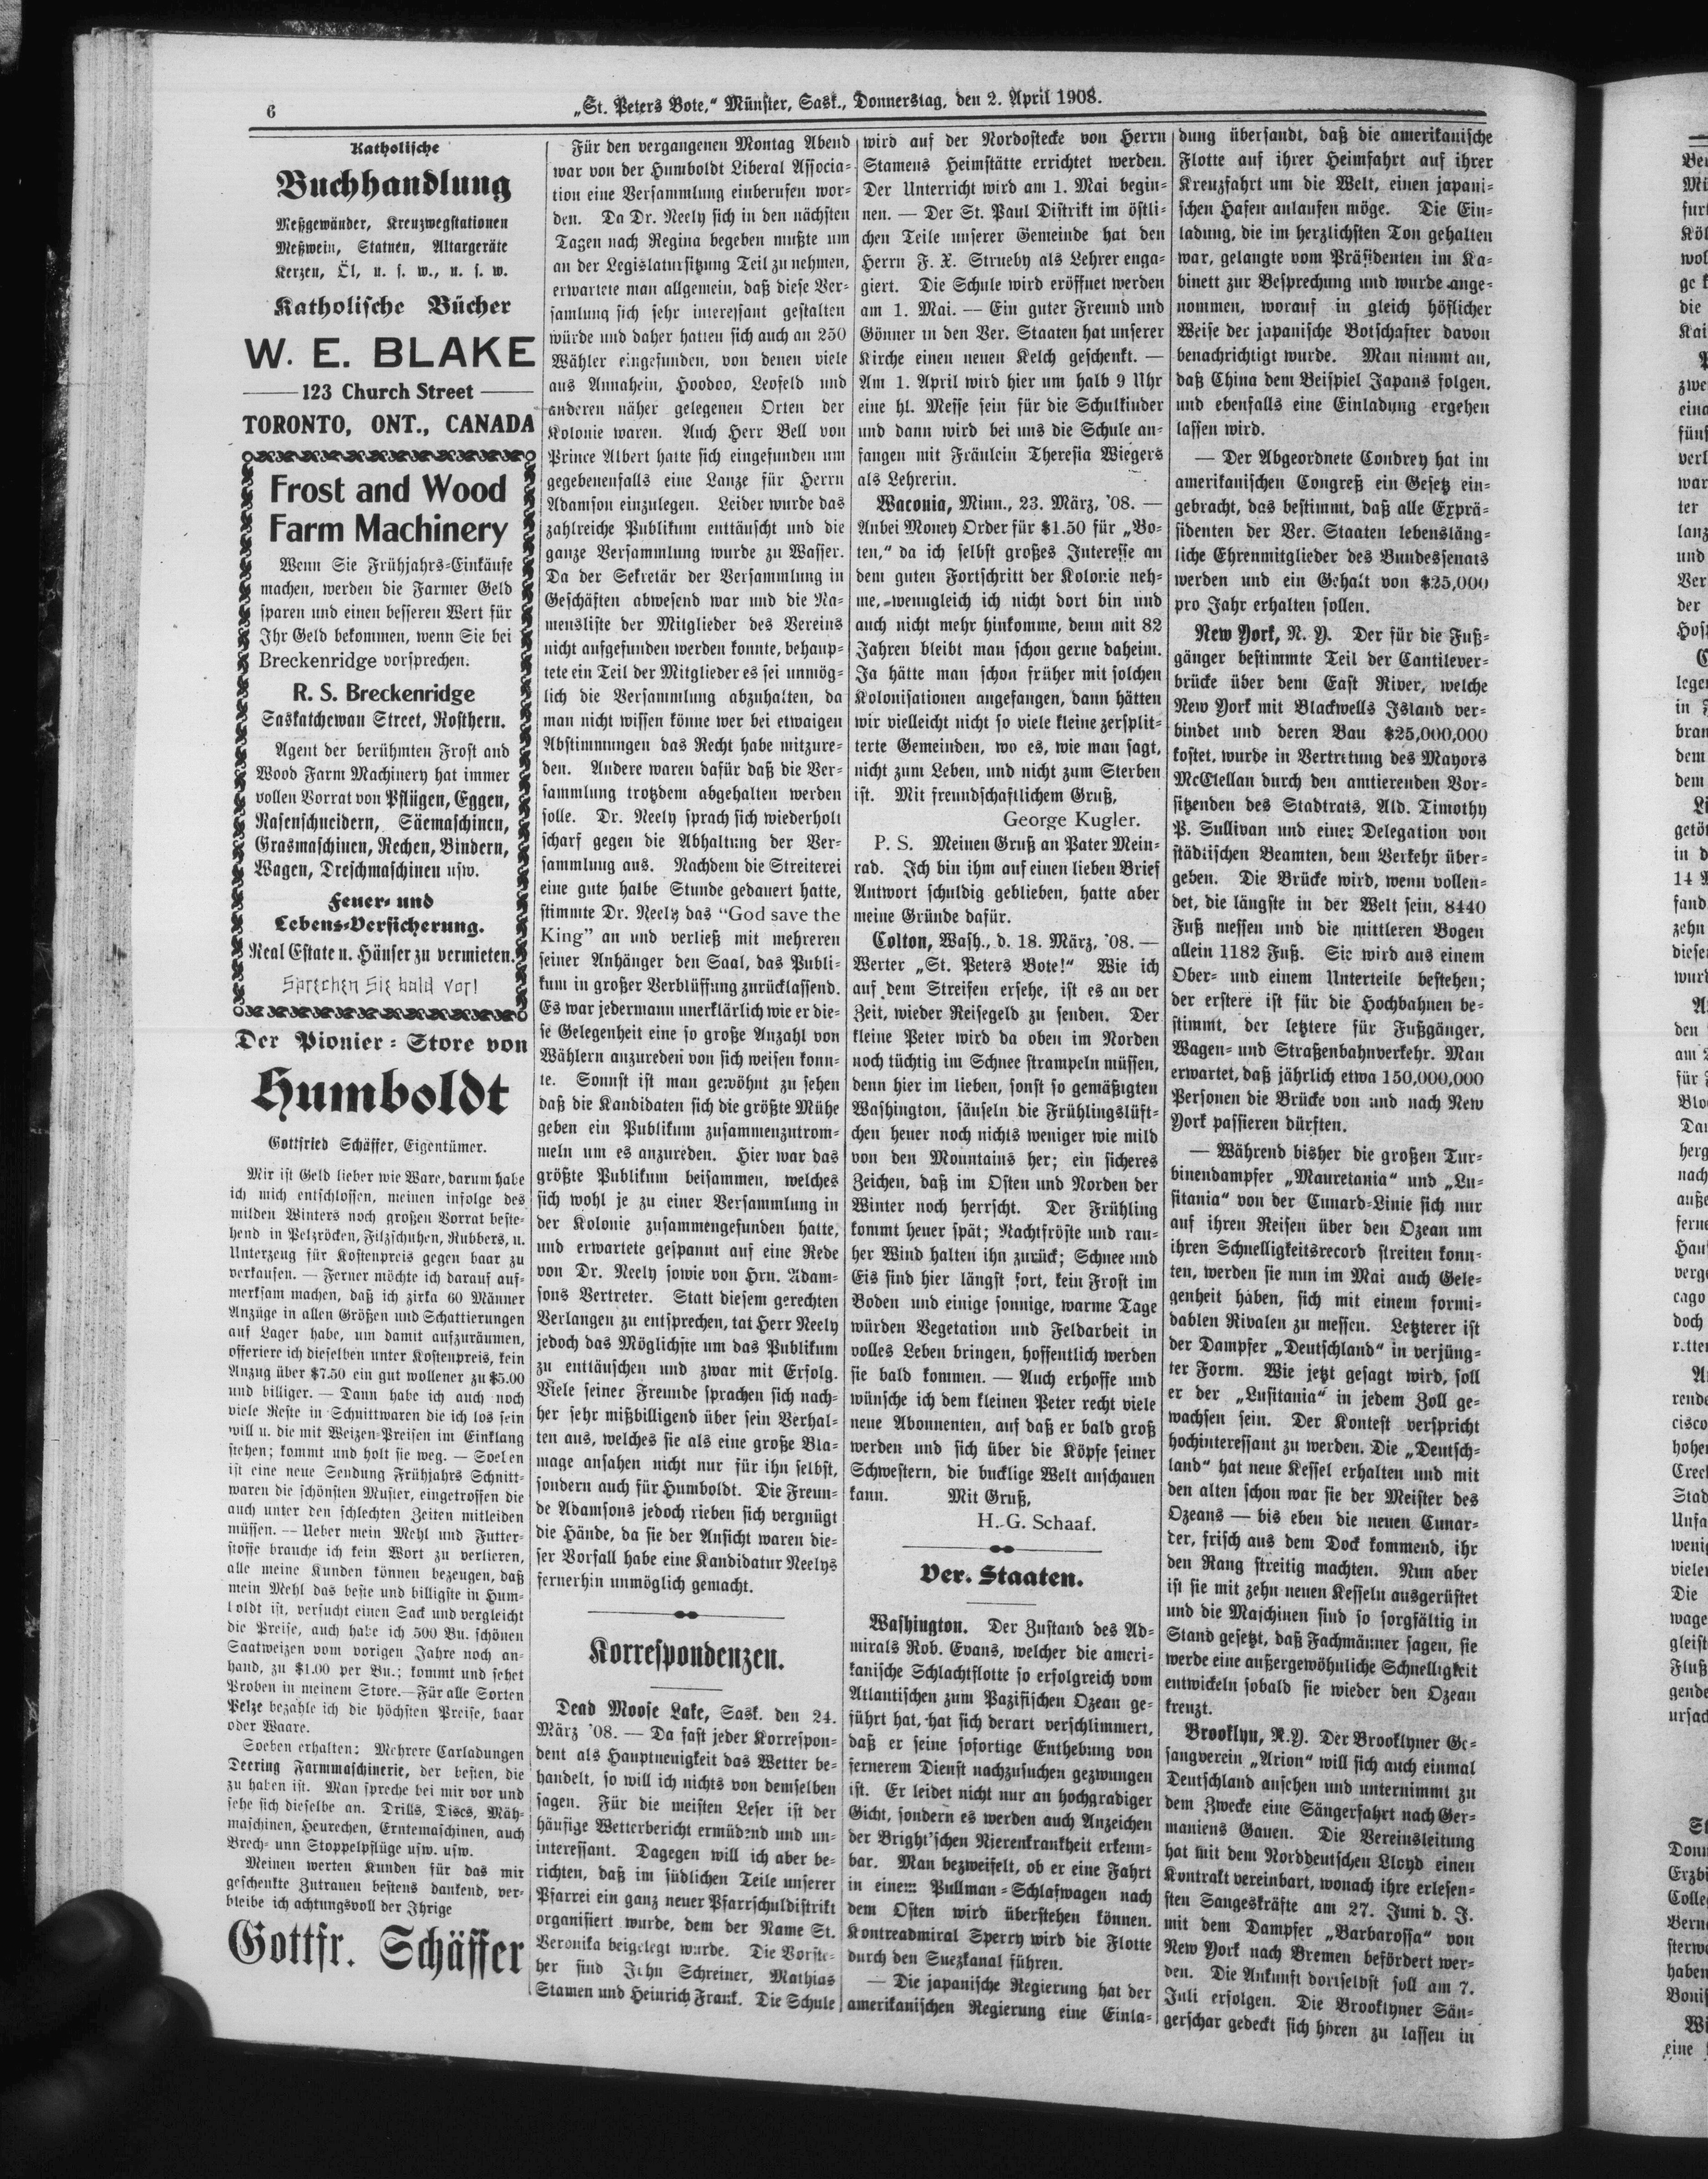 6
„St. Peters Bote,“ Münster, Sask., Donnerstag, den 2. April 1908.
Katholische
Buchhandlung
Meßgewänder, Kreuzwegstationen
Meßwein, Statuen, Altargeräte
Kerzen, Öl, u. s. w., u. s. w.
Katholische Bücher
W. E. BLAKE
123 Church Street
TORONTO, ONT., CANADA
Frost and Wood
Farm Machinery
Wenn Sie Frühjahrs-Einkäufe
machen, werden die Farmer Geld
sparen und einen besseren Wert für
Ihr Geld bekommen, wenn Sie bei
Breckenridge vorsprechen.
R. S. Breckenridge
Saskatchewan Street, Rosthern.
Agent der berühmten Frost and
Wood Farm Machinery hat immer
vollen Vorrat von Pflügen, Eggen,
Rasenschneidern, Säemaschinen,
Grasmaschinen, Rechen, Bindern,
Wagen, Dreschmaschinen usw.
Feuer- und
Lebens-Versicherung.
Real Estate u. Häuser zu vermieten.
Sprechen Sie bald vor!
Der Pionier-Store von
Humboldt
Gottfried Schäffer, Eigentümer.
Mir ist Geld lieber wie Ware, darum habe
ich mich entschlossen, meinen infolge des
milden Winters noch großen Vorrat beste-
hend in Pelzröcken, Filzschuhen, Rubbers, u.
Unterzeug für Kostenpreis gegen baar zu
verkaufen. — Ferner möchte ich darauf auf-
merksam machen, daß ich zirka 60 Männer
Anzüge in allen Größen und Schattierungen
auf Lager habe, um damit aufzuräumen,
offeriere ich dieselben unter Kostenpreis, kein
Anzug über $7.50 ein gut wollener zu $5.00
und billiger. — Dann habe ich auch noch
viele Reste in Schnittwaren die ich los sein
will u. die mit Weizen-Preisen im Einklang
stehen; kommt und holt sie weg. — Soeben
ist eine neue Sendung Frühjahrs Schnitt-
waren die schönsten Muster, eingetroffen die
auch unter den schlechten Zeiten mitleiden
müssen. — Ueber mein Mehl und Futter-
stoffe brauche ich kein Wort zu verlieren,
alle meine Kunden können bezeugen, daß
mein Mehl das beste und billigste in Hum-
boldt ist, versucht einen Sack und vergleicht
die Preise, auch habe ich 500 Bu. schönen
Saatweizen vom vorigen Jahre noch an-
hand, zu $1.00 per Bu.; kommt und sehet
Proben in meinem Store. — Für alle Sorten
Pelze bezahle ich die höchsten Preise, baar
oder Waare.
Soeben erhalten: Mehrere Carladungen
Deering Farmmaschinerie, der besten, die
zu haben ist. Man spreche bei mir vor und
sehe sich dieselbe an. Drills, Discs, Mäh-
maschinen, Heurechen, Erntemaschinen, auch
Brech- unn Stoppelpflüge usw. usw.
Meinen werten Kunden für das mir
geschenkte Zutrauen bestens dankend, ver-
bleibe ich achtungsvoll der Ihrige
Gottfr. Schäffer
Für den vergangenen Montag Abend
war von der Humboldt Liberal Associa-
tion eine Versammlung einberufen wor-
den. Da Dr. Neely sich in den nächsten
Tagen nach Regina begeben mußte um
an der Legislatursitzung Teil zu nehmen,
erwartete man allgemein, daß diese Ver-
samlung sich sehr interessant gestalten
würde und daher hatten sich auch an 250
Wähler eingefunden, von denen viele
aus Annahein, Hoodoo, Leofeld und
anderen näher gelegenen Orten der
Kolonie waren. Auch Herr Bell von
Prince Albert hatte sich eingefunden um
gegebenenfalls eine Lanze für Herrn
Adamson einzulegen. Leider wurde das
zahlreiche Publikum enttäuscht und die
ganze Versammlung wurde zu Wasser.
Da der Sekretär der Versammlung in
Geschäften abwesend war und die Na-
mensliste der Mitglieder des Vereins
nicht aufgefunden werden konnte, behaup-
tete ein Teil der Mitglieder es sei unmög-
lich die Versammlung abzuhalten, da
man nicht wissen könne wer bei etwaigen
Abstimmungen das Recht habe mitzure-
den. Andere waren dafür daß die Ver-
sammlung trotzdem abgehalten werden
solle. Dr. Neely sprach sich wiederholt
scharf gegen die Abhaltung der Ver-
sammlung aus. Nachdem die Streiterei
eine gute halbe Stunde gedauert hatte,
stimmte Dr. Neely das “God save the
King” an und verließ mit mehreren
seiner Anhänger den Saal, das Publi-
kum in großer Verblüffung zurücklassend.
Es war jedermann unerklärlich wie er die-
se Gelegenheit eine so große Anzahl von
Wählern anzureden von sich weisen konn-
te. Sonnst ist man gewöhnt zu sehen
daß die Kandidaten sich die größte Mühe
geben ein Publikum zusammenzutrom-
meln um es anzureden. Hier war das
größte Publikum beisammen, welches
sich wohl je zu einer Versammlung in
der Kolonie zusammengefunden hatte,
und erwartete gespannt auf eine Rede
von Dr. Neely sowie von Hrn. Adam-
sons Vertreter. Statt diesem gerechten
Verlangen zu entsprechen, tat Herr Neely
jedoch das Möglichste um das Publikum
zu enttäuschen und zwar mit Erfolg.
Viele seiner Freunde sprachen sich nach-
her sehr mißbilligend über sein Verhal-
ten aus, welches sie als eine große Bla-
mage ansahen nicht nur für ihn selbst,
sondern auch für Humboldt. Die Freun-
de Adamsons jedoch rieben sich vergnügt
die Hände, da sie der Ansicht waren die-
ser Vorfall habe eine Kandidatur Neelys
fernerhin unmöglich gemacht.
Korrespondenzen.
Dead Moose Lake, Sask. den 24.
März ’08. — Da fast jeder Korrespon-
dent als Hauptneuigkeit das Wetter be-
handelt, so will ich nichts von demselben
sagen. Für die meisten Leser ist der
häufige Wetterbericht ermüdend und un-
interessant. Dagegen will ich aber be-
richten, daß im südlichen Teile unserer
Pfarrei ein ganz neuer Pfarrschuldistrikt
organisiert wurde, dem der Name St.
Veronika beigelegt wurde. Die Vorste-
her sind John Schreiner, Mathias
Stamen und Heinrich Frank. Die Schule
wird auf der Nordostecke von Herrn
Stamens Heimstätte errichtet werden.
Der Unterricht wird am 1. Mai begin-
nen. — Der St. Paul Distrikt im östli-
chen Teile unserer Gemeinde hat den
Herrn F. X. Strueby als Lehrer enga-
giert. Die Schule wird eröffnet werden
am 1. Mai. — Ein guter Freund und
Gönner in den Ver. Staaten hat unserer
Kirche einen neuen Kelch geschenkt. —
Am 1. April wird hier um halb 9 Uhr
eine hl. Messe sein für die Schulkinder
und dann wird bei uns die Schule an-
fangen mit Fräulein Theresia Wiegers
als Lehrerin.
Waconia, Minn., 23. März, ’08. —
Anbei Money Order für $1.50 für „Bo-
ten,“ da ich selbst großes Interesse an
dem guten Fortschritt der Kolonie neh-
me, wenngleich ich nicht dort bin und
auch nicht mehr hinkomme, denn mit 82
Jahren bleibt man schon gerne daheim.
Ja hätte man schon früher mit solchen
Kolonisationen angefangen, dann hätten
wir vielleicht nicht so viele kleine zersplit-
terte Gemeinden, wo es, wie man sagt,
nicht zum Leben, und nicht zum Sterben
ist. Mit freundschaftlichem Gruß,
George Kugler.
P. S. Meinen Gruß an Pater Mein-
rad. Ich bin ihm auf einen lieben Brief
Antwort schuldig geblieben, hatte aber
meine Gründe dafür.
Colton, Wash., d. 18. März, ’08. —
Werter „St. Peters Bote!“ Wie ich
auf dem Streifen ersehe, ist es an der
Zeit, wieder Reisegeld zu senden. Der
kleine Peter wird da oben im Norden
noch tüchtig im Schnee strampeln müssen,
denn hier im lieben, sonst so gemäßigten
Washington, säuseln die Frühlingslüft-
chen heuer noch nichts weniger wie mild
von den Mountains her; ein sicheres
Zeichen, daß im Osten und Norden der
Winter noch herrscht. Der Frühling
kommt heuer spät; Nachtfröste und rau-
her Wind halten ihn zurück; Schnee und
Eis sind hier längst fort, kein Frost im
Boden und einige sonnige, warme Tage
würden Vegetation und Feldarbeit in
volles Leben bringen, hoffentlich werden
sie bald kommen. — Auch erhoffe und
wünsche ich dem kleinen Peter recht viele
neue Abonnenten, auf daß er bald groß
werden und sich über die Köpfe seiner
Schwestern, die bucklige Welt anschauen
kann. Mit Gruß,
H. G. Schaaf.
Ver. Staaten.
Washington. Der Zustand des Ad-
mirals Rob. Evans, welcher die ameri-
kanische Schlachtflotte so erfolgreich vom
Atlantischen zum Pazifischen Ozean ge-
führt hat, hat sich derart verschlimmert,
daß er seine sofortige Enthebung von
fernerem Dienst nachzusuchen gezwungen
ist. Er leidet nicht nur an hochgradiger
Gicht, sondern es werden auch Anzeichen
der Bright’schen Nierenkrankheit erkenn-
bar. Man bezweifelt, ob er eine Fahrt
in einem Pullman-Schlafwagen nach
dem Osten wird überstehen können.
Kontreadmiral Sperry wird die Flotte
durch den Suezkanal führen.
— Die japanische Regierung hat der
amerikanischen Regierung eine Einla-
dung übersandt, daß die amerikanische
Flotte auf ihrer Heimfahrt auf ihrer
Kreuzfahrt um die Welt, einen japani-
schen Hafen anlaufen möge. Die Ein-
ladung, die im herzlichsten Ton gehalten
war, gelangte vom Präsidenten im Ka-
binett zur Besprechung und wurde ange-
nommen, worauf in gleich höflicher
Weise der japanische Botschafter davon
benachrichtigt wurde. Man nimmt an,
daß China dem Beispiel Japans folgen,
und ebenfalls eine Einladung ergehen
lassen wird.
— Der Abgeordnete Condrey hat im
amerikanischen Congreß ein Gesetz ein-
gebracht, das bestimmt, daß alle Exprä-
sidenten der Ver. Staaten lebensläng-
liche Ehrenmitglieder des Bundessenats
werden und ein Gehalt von $25,000
pro Jahr erhalten sollen.
New York, N. Y. Der für die Fuß-
gänger bestimmte Teil der Cantilever-
brücke über dem East River, welche
New York mit Blackwells Island ver-
bindet und deren Bau $25,000,000
kostet, wurde in Vertretung des Mayors
McClellan durch den amtierenden Vor-
sitzenden des Stadtrats, Ald. Timothy
P. Sullivan und einer Delegation von
städtischen Beamten, dem Verkehr über-
geben. Die Brücke wird, wenn vollen-
det, die längste in der Welt sein, 8440
Fuß messen und die mittleren Bogen
allein 1182 Fuß. Sie wird aus einem
Ober- und einem Unterteile bestehen;
der erstere ist für die Hochbahnen be-
stimmt, der letztere für Fußgänger,
Wagen- und Straßenbahnverkehr. Man
erwartet, daß jährlich etwa 150,000,000
Personen die Brücke von und nach New
York passieren dürften.
— Während bisher die großen Tur-
binendampfer „Mauretania“ und „Lu-
sitania“ von der Cunard-Linie sich nur
auf ihren Reisen über den Ozean um
ihren Schnelligkeitsrecord streiten konn-
ten, werden sie nun im Mai auch Gele-
genheit haben, sich mit einem formi-
dablen Rivalen zu messen. Letzterer ist
der Dampfer „Deutschland“ in verjüng-
ter Form. Wie jetzt gesagt wird, soll
er der „Lusitania“ in jedem Zoll ge-
wachsen sein. Der Kontest verspricht
hochinteressant zu werden. Die „Deutsch-
land“ hat neue Kessel erhalten und mit
den alten schon war sie der Meister des
Ozeans — bis eben die neuen Cunar-
der, frisch aus dem Dock kommend, ihr
den Rang streitig machten. Nun aber
ist sie mit zehn neuen Kesseln ausgerüstet
und die Maschinen sind so sorgfältig in
Stand gesetzt, daß Fachmänner sagen, sie
werde eine außergewöhnliche Schnelligkeit
entwickeln sobald sie wieder den Ozean
kreuzt.
Brooklyn, N.Y. Der Brooklyner Ge-
sangverein „Arion“ will sich auch einmal
Deutschland ansehen und unternimmt zu
dem Zwecke eine Sängerfahrt nach Ger-
maniens Gauen. Die Vereinsleitung
hat mit dem Norddeutschen Lloyd einen
Kontrakt vereinbart, wonach ihre erlesen-
sten Sangeskräfte am 27. Juni d. J.
mit dem Dampfer „Barbarossa“ von
New York nach Bremen befördert wer-
den. Die Ankunft dortselbst soll am 7.
Juli erfolgen. Die Brooklyner Sän-
gerschar gedeckt sich hören zu lassen in